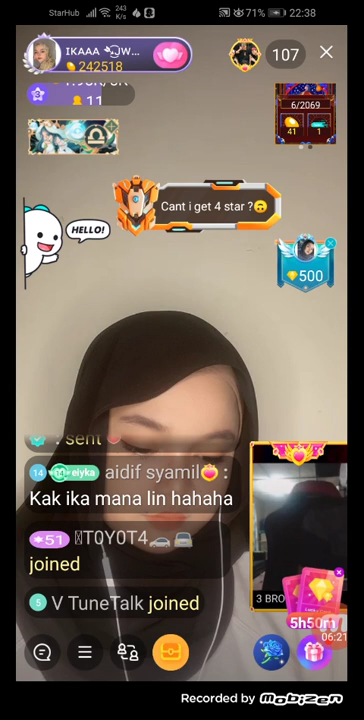 StarHub
243
K/s
71%
22:38
IKAAA
242518
107
11
6/2069
41 1
Cant i get 4 star ?🙃
HELLO!
500
: sent
14 elyka aidif syamil :
Kak ika mana lin hahaha
51 T0Y0T4
joined
5 V TuneTalk joined
3 BRO
5h50m
06:21
Recorded by mobizen